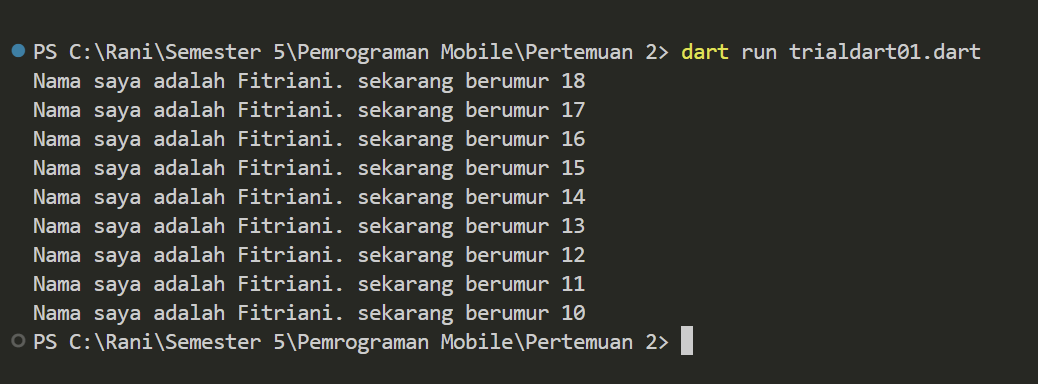 PS C:\Rani\Semester 5\Pemrograman Mobile\Pertemuan 2> dart run trialdart01.dart
Nama saya adalah Fitriani. sekarang berumur 18
Nama saya adalah Fitriani. sekarang berumur 17
Nama saya adalah Fitriani. sekarang berumur 16
Nama saya adalah Fitriani. sekarang berumur 15
Nama saya adalah Fitriani. sekarang berumur 14
Nama saya adalah Fitriani. sekarang berumur 13
Nama saya adalah Fitriani. sekarang berumur 12
Nama saya adalah Fitriani. sekarang berumur 11
Nama saya adalah Fitriani. sekarang berumur 10
PS C:\Rani\Semester 5\Pemrograman Mobile\Pertemuan 2>